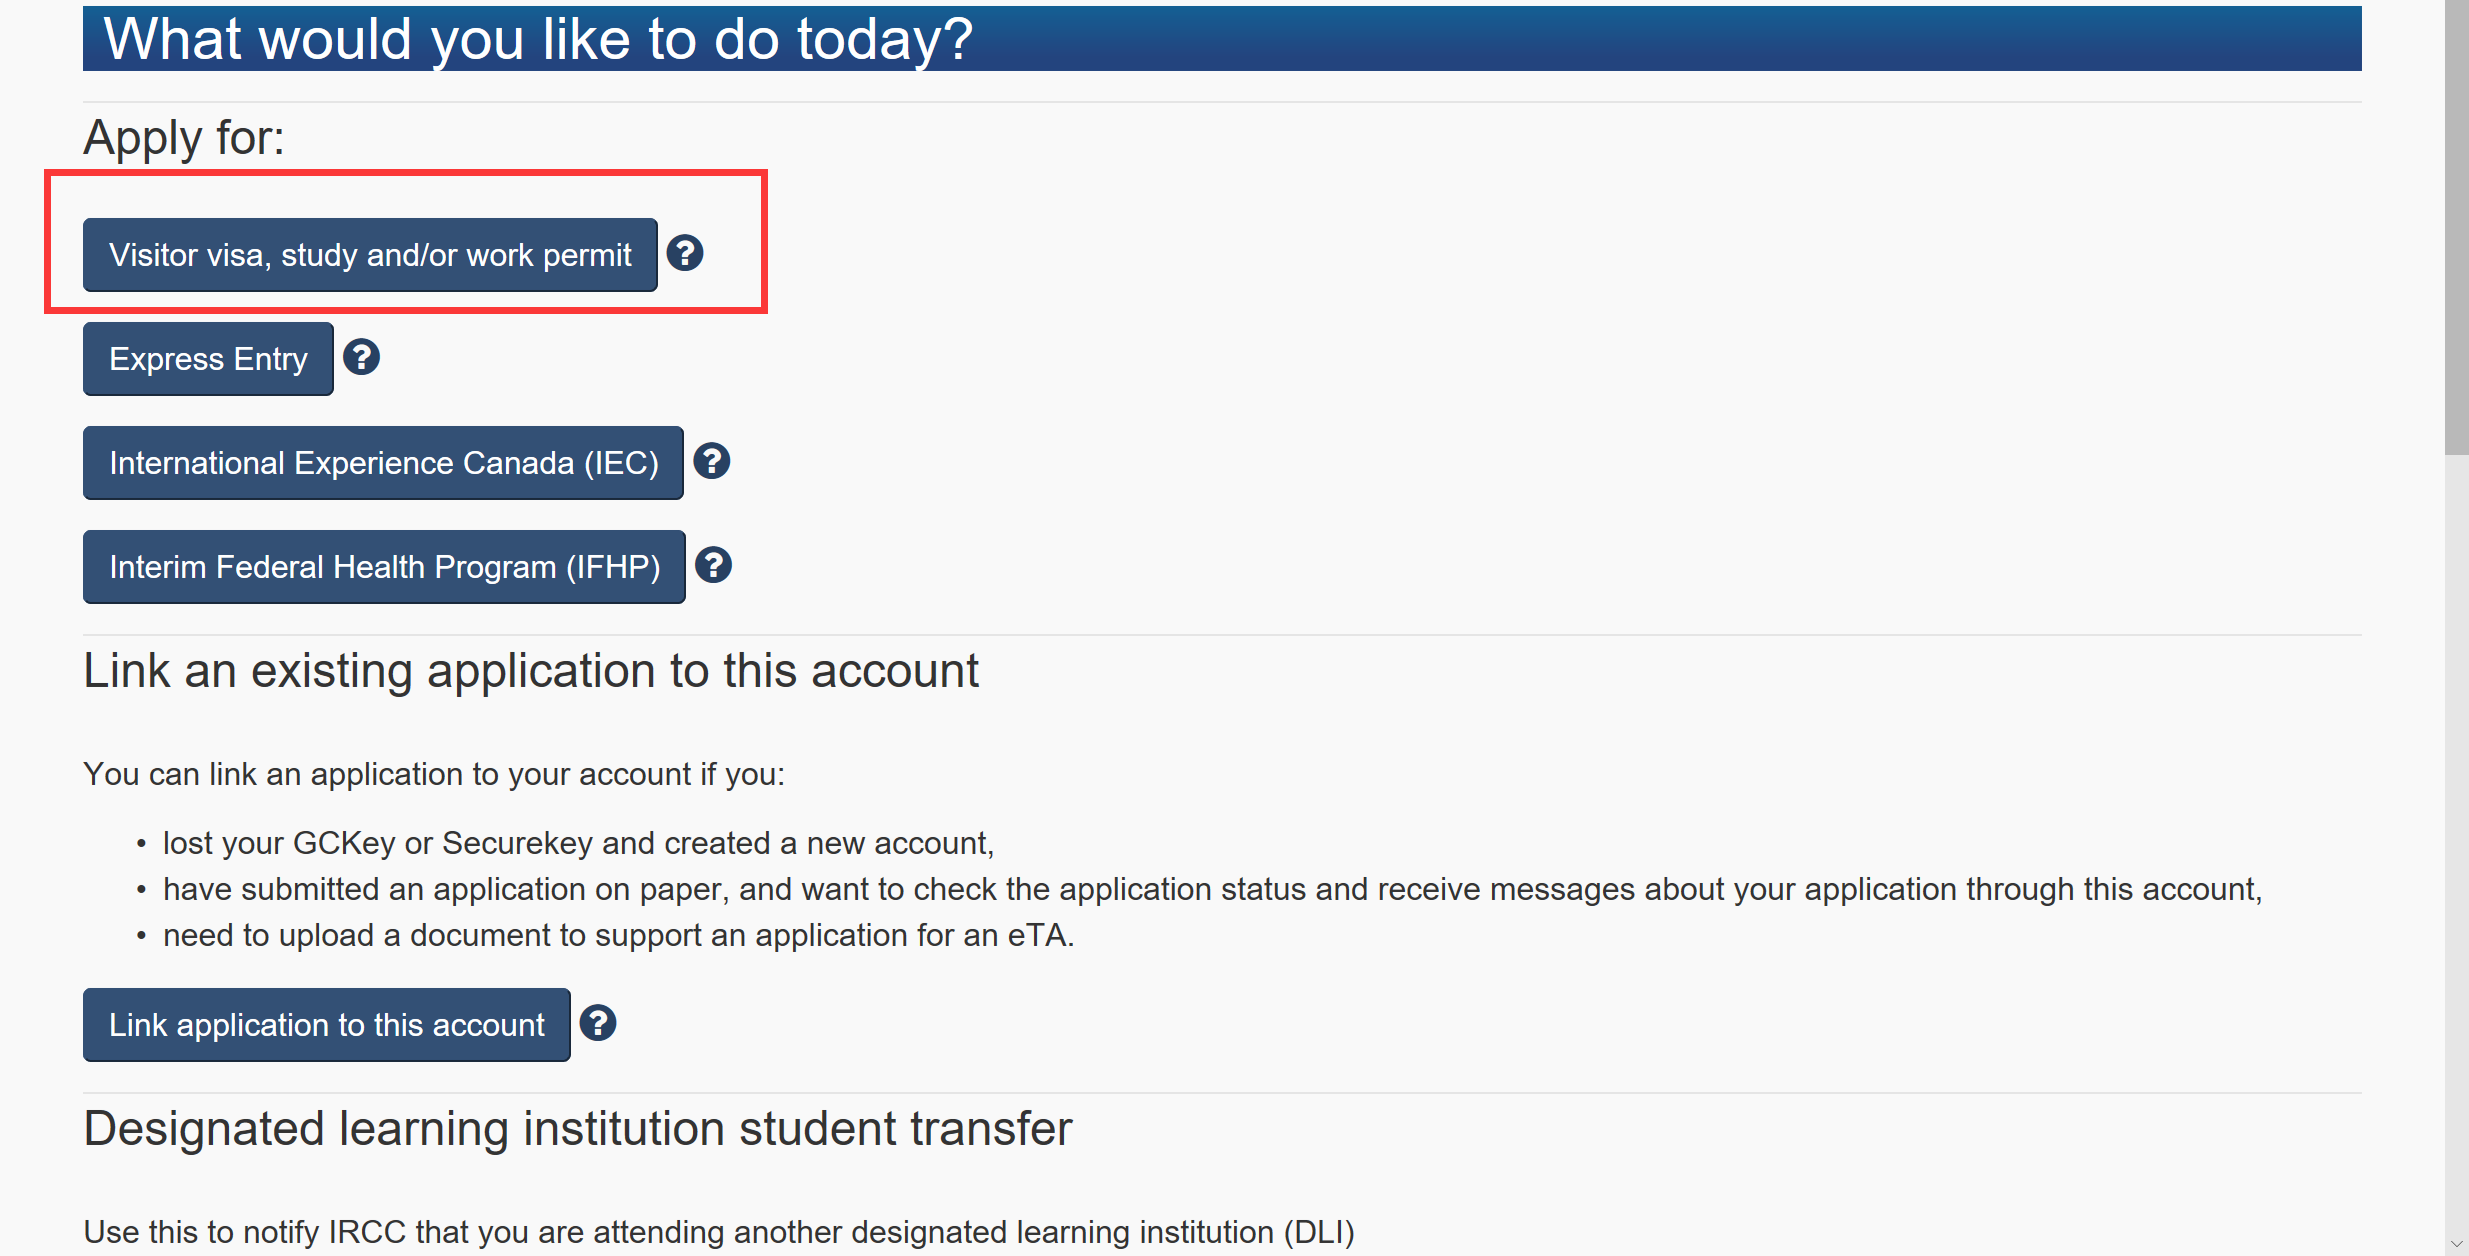 What would you like to do today?
Apply for:
Visitor visa, study and/or work permit ?
Express Entry ?
International Experience Canada (IEC) ?
Interim Federal Health Program (IFHP) ?
Link an existing application to this account
You can link an application to your account if you:
• lost your GCKey or Securekey and created a new account,
• have submitted an application on paper, and want to check the application status and receive messages about your application through this account,
• need to upload a document to support an application for an eTA.
Link application to this account ?
Designated learning institution student transfer
Use this to notify IRCC that you are attending another designated learning institution (DLI)